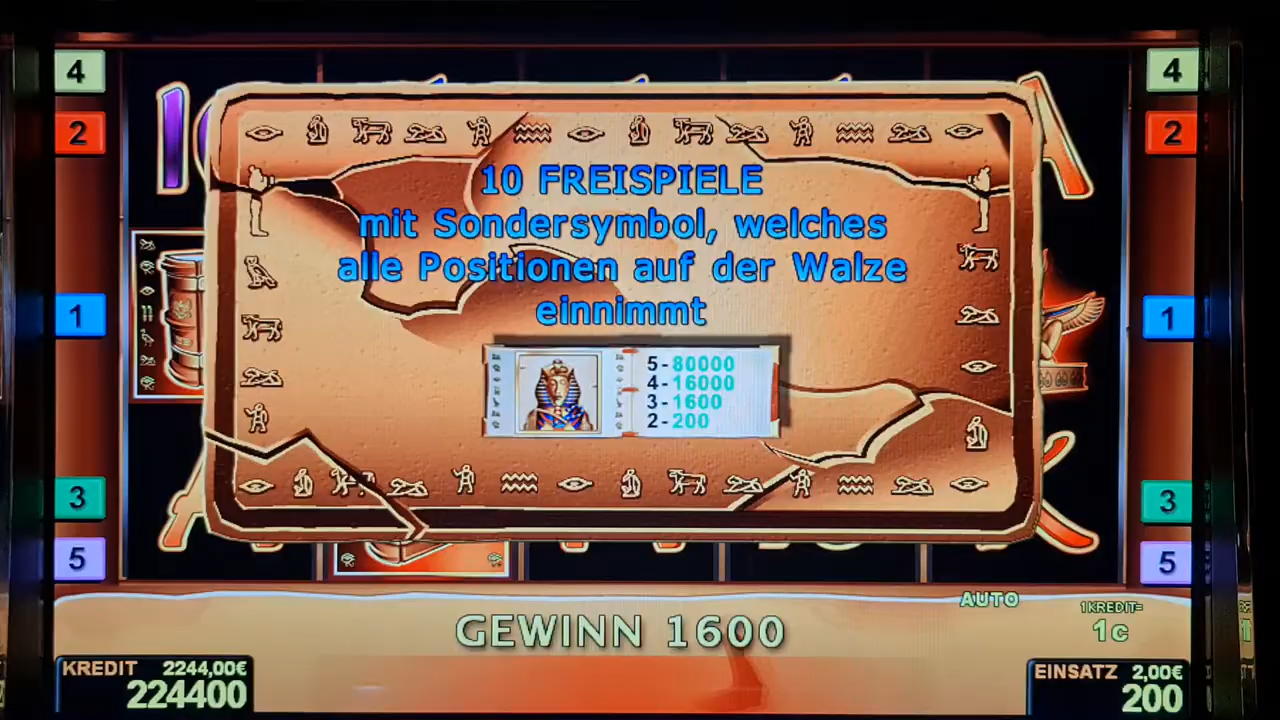 4
4
2
2
10 FREISPIELE
mit Sondersymbol, welches
alle Positionen auf der Walze
einnimmt
1
1
5-80000
4-16000
3-1600
2-200
3
3
5
5
AUTO
GEWINN 1600
1KREDIT=
1c
KREDIT 2244,00€
224400
EINSATZ 2,00€
200